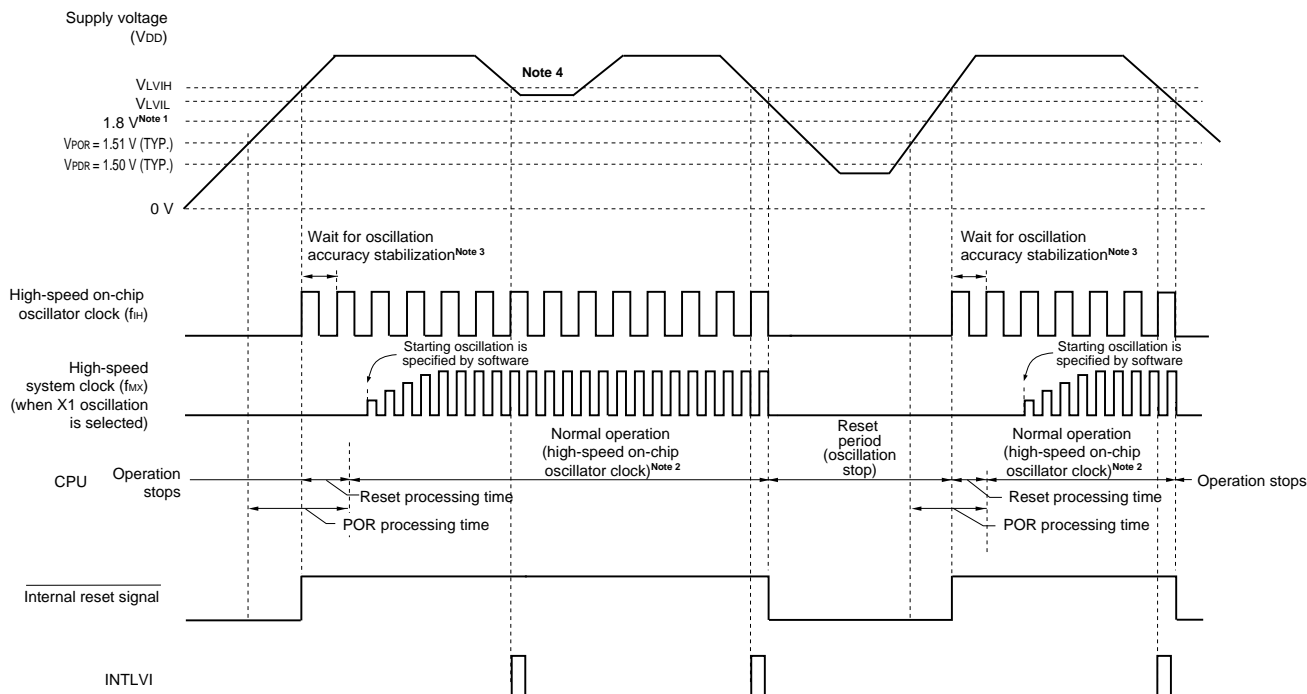 Supply voltage
(VDD)
Note 4
VLVIH
VLVIL
1.8 V Note 1
VPOR = 1.51 V (TYP.)
VPDR = 1.50 V (TYP.)
0 V
Wait for oscillation
accuracy stabilization Note 3
Wait for oscillation
accuracy stabilization Note 3
High-speed on-chip
oscillator clock (fIH)
Starting oscillation is
specified by software
Starting oscillation is
specified by software
High-speed
system clock (fMX)
(when X1 oscillation
is selected)
Normal operation
(high-speed on-chip
oscillator clock) Note 2
Reset
period
(oscillation
stop)
Normal operation
(high-speed on-chip
oscillator clock) Note 2
CPU
Operation
stops
Operation stops
Reset processing time
Reset processing time
POR processing time
POR processing time
Internal reset signal
INTLVI